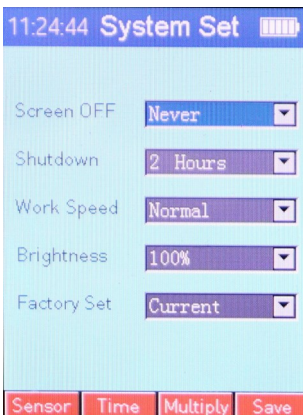 11:24:44 System Set
Screen OFF Never
Shutdown 2 Hours
Work Speed Normal
Brightness 100%
Factory Set Current
Sensor Time Multiply Save